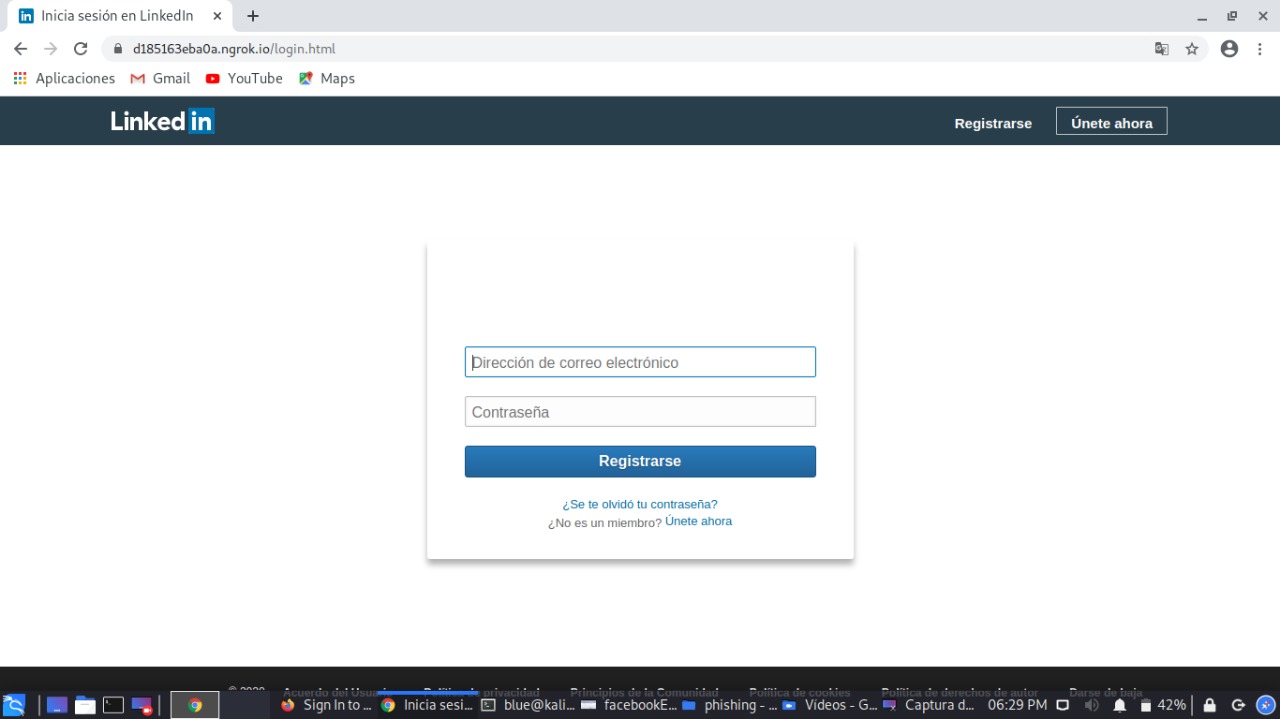 Inicia sesión en LinkedIn
d185163eba0a.ngrok.io/login.html
Aplicaciones Gmail YouTube Maps
Linked in Registrarse Únete ahora
Dirección de correo electrónico
Contraseña
Registrarse
¿Se te olvidó tu contraseña?
¿No es un miembro? Únete ahora
© 2020 Acuerdo del Usuario Política de privacidad Principios de la Comunidad Política de cookies Política de derechos de autor Darse de baja
Sign In to ... Inicia sesi... blue@kali... facebookE... phishing - ... Vídeos - G... Captura d... 06:29 PM 42%